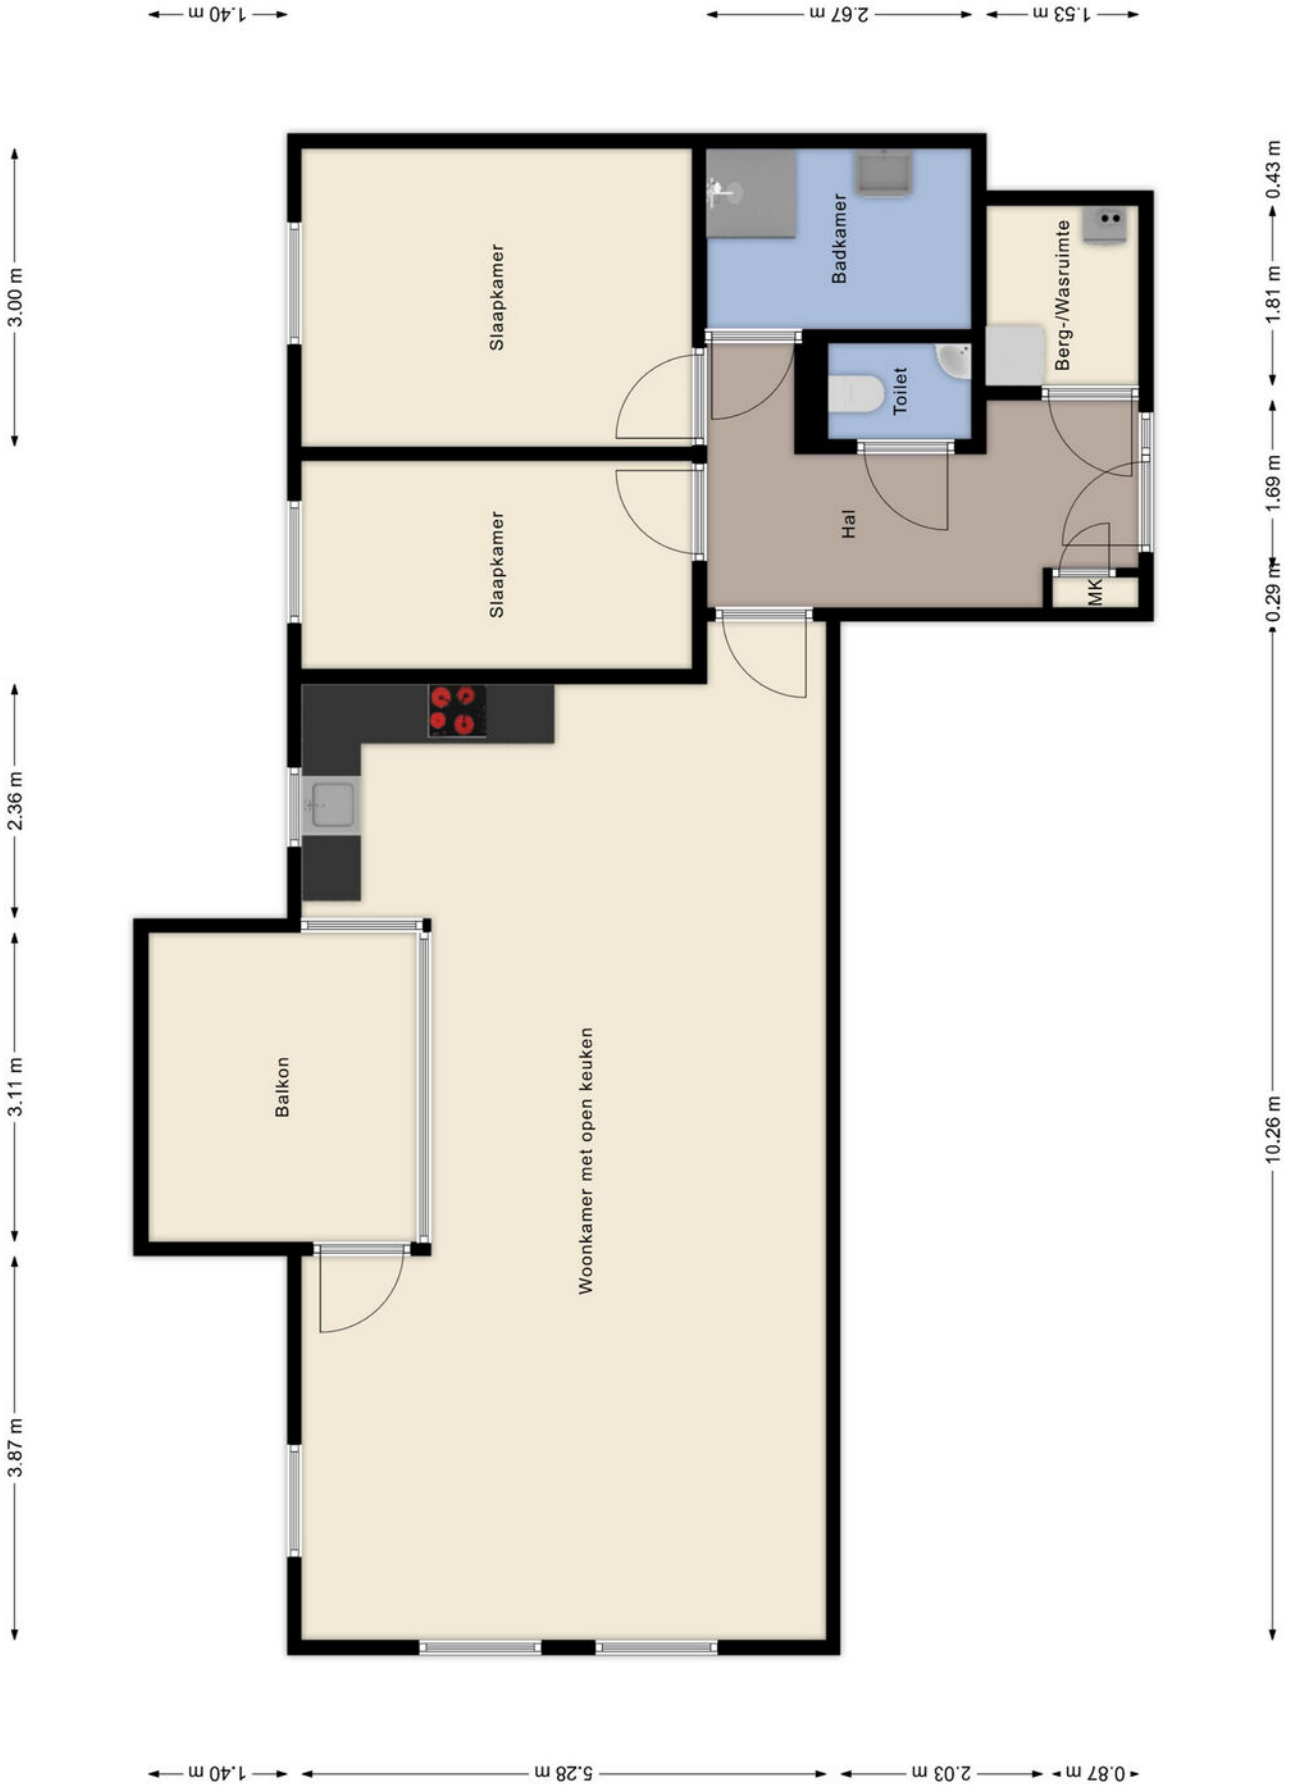 1.40 m
2.67 m
1.53 m
3.00 m
2.36 m
3.11 m
3.87 m
0.43 m
1.81 m
1.69 m
0.29 m
10.26 m
Slaapkamer
Badkamer
Berg-/Wasruimte
Toilet
Slaapkamer
Hal
MK
Balkon
Woonkamer met open keuken
1.40 m
5.28 m
2.03 m
0.87 m